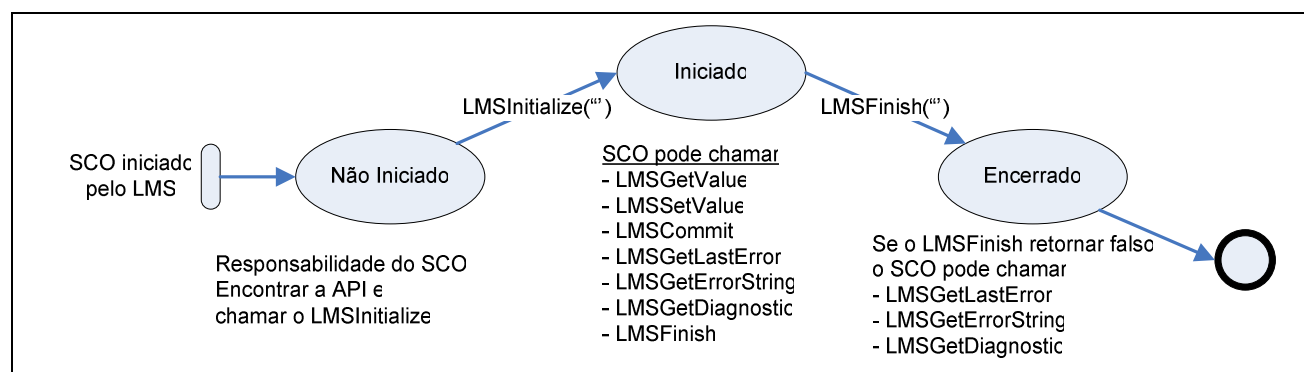 SCO iniciado
pelo LMS
Não Iniciado
Responsabilidade do SCO
Encontrar a API e
chamar o LMSInitialize
LMSInitialize(“”)
Iniciado
SCO pode chamar
- LMSGetValue
- LMSSetValue
- LMSCommit
- LMSGetLastError
- LMSGetErrorString
- LMSGetDiagnostic
- LMSFinish
LMSFinish(“”)
Encerrado
Se o LMSFinish retornar falso
o SCO pode chamar
- LMSGetLastError
- LMSGetErrorString
- LMSGetDiagnostic